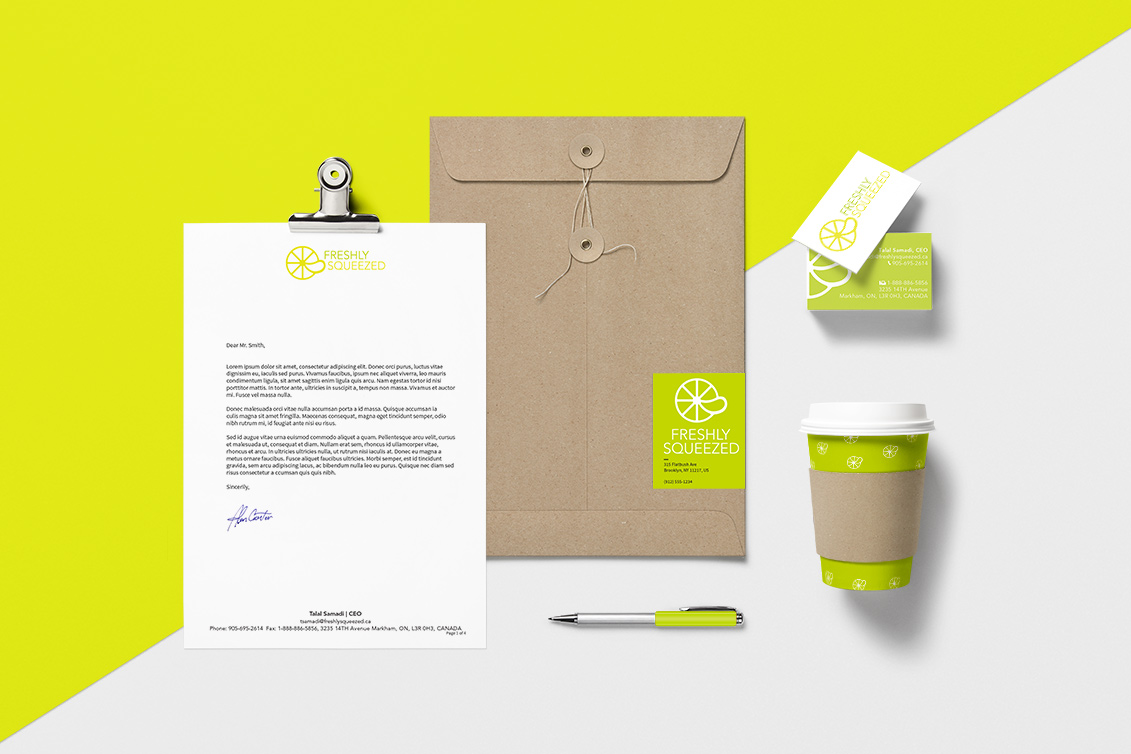 FRESHLY
SQUEEZED
Dear Mr. Smith,
Lorem ipsum dolor sit amet, consectetur adipiscing elit. Donec orci purus, luctus vitae
dignissim eu, iaculis sed purus. Vivamus faucibus, ipsum nec aliquet viverra, leo mauris
condimentum ligula, sit amet sagittis enim ligula quis arcu. Nam egestas tortor id nisi
porttitor mattis. In tortor ante, ultricies in suscipit a, tempus non massa. Vivamus et auctor
mi. Fusce vel massa nulla.
Donec malesuada orci vitae nulla accumsan porta a id massa. Quisque accumsan ia
culis magna sit amet fringilla. Maecenas consequat, magna eget tincidunt semper, odio
nibh rutrum mi, id feugiat ante nisi eu risus.
Sed id augue vitae urna euismod commodo aliquet a quam. Pellentesque arcu velit, cursus
et malesuada ut, consequat et diam. Nullam erat sem, rhoncus id ullamcorper vitae,
rhoncus et arcu. In ultricies ultricies nulla, ut rutrum nisi iaculis at. Donec eu magna a
metus ornare faucibus. Fusce aliquet faucibus ultricies. Morbi semper, est id tincidunt
gravida, sem arcu adipiscing lacus, ac bibendum nulla leo eu purus. Quisque nec diam sed
risus consectetur a ccumsan quis quis nibh.
Sincerely,
Talal Samadi | CEO
tsamadi@freshlysqueezed.ca
Phone: 905-695-2614 Fax: 1-888-886-5856, 3235 14TH Avenue Markham, ON, L3R 0H3, CANADA
FRESHLY
SQUEEZED
Brooklyn, NY 11217, US
(912) 555-1234
FRESHLY
SQUEEZED
Talal Samadi, CEO
@freshlysqueezed.ca
905-695-2614
1-888-886-5856
3235 14TH Avenue
Markham, ON, L3R 0H3, CANADA